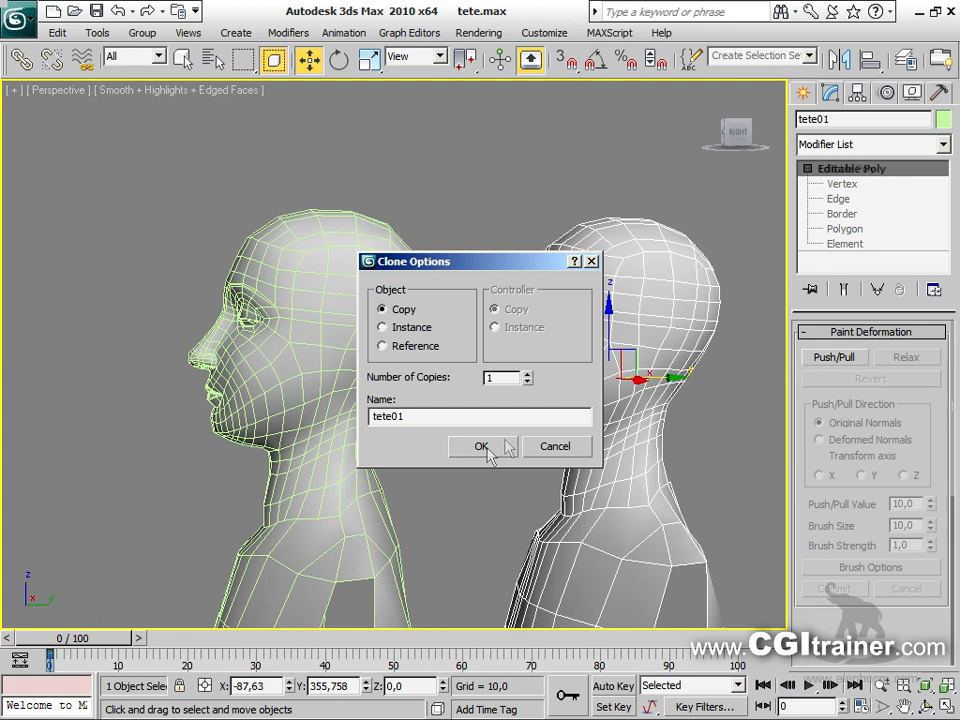 Autodesk 3ds Max 2010 x64 tete.max
Type a keyword or phrase
Edit Tools Group Views Create Modifiers Animation Graph Editors Rendering Customize MAXScript Help
All View 3 ABC Create Selection Se
[ + ] [ Perspective ] [ Smooth + Highlights + Edged Faces ]
RIGHT
tete01
Modifier List
Editable Poly
Vertex
Edge
Border
Polygon
Element
Clone Options
Object
Copy
Instance
Reference
Controller
Copy
Instance
Number of Copies: 1
Name:
tete01
OK Cancel
z
x
Paint Deformation
Push/Pull Relax
Revert
Push/Pull Direction
Original Normals
Deformed Normals
Transform axis
X Y Z
Push/Pull Value 10,0
Brush Size 10,0
Brush Strength 1,0
Brush Options
Commit Cancel
z
x y
www.CGItrainer.com
< 0 / 100 >
0 10 20 30 40 50 60 70 80 90 100
1 Object Sele X: -87,63 Y: 355,758 Z: 0,0 Grid = 10,0 Auto Key Selected
Welcome to M Click and drag to select and move objects Add Time Tag Set Key Key Filters... 0